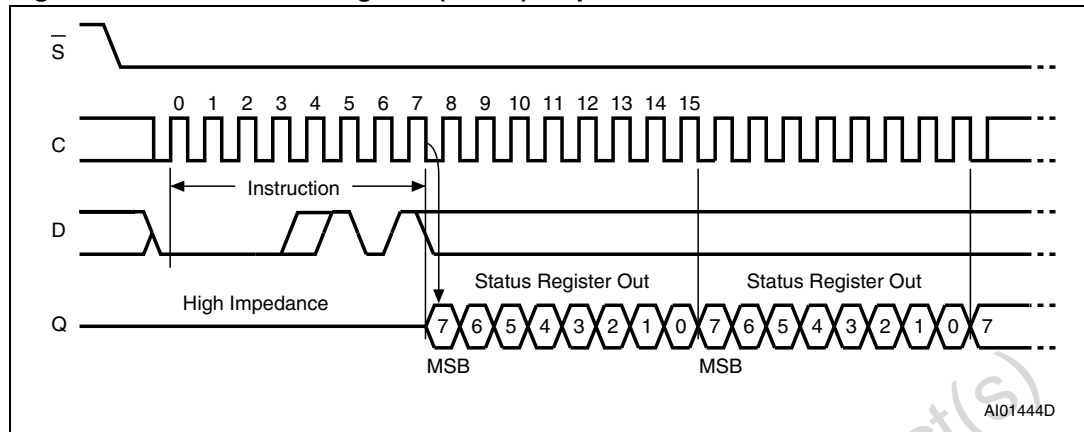 S
0 1 2 3 4 5 6 7 8 9 10 11 12 13 14 15
C
Instruction
D
Status Register Out Status Register Out
High Impedance
Q 7 6 5 4 3 2 1 0 7 6 5 4 3 2 1 0 7
MSB MSB
AI01444D